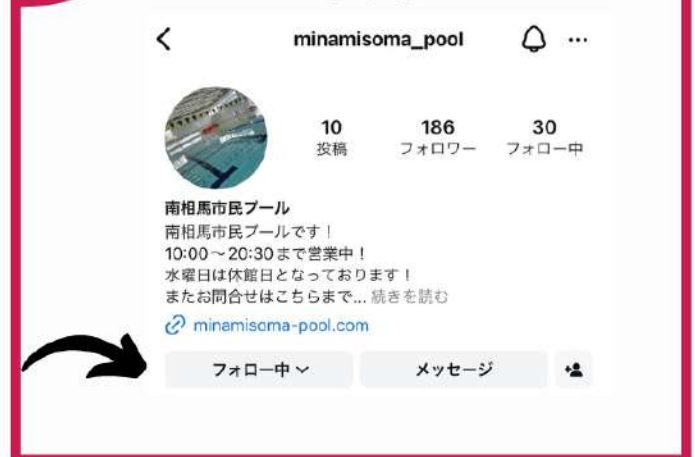 minamisoma_pool
10
186
30
投稿
フォロワー
フォロー中
南相馬市民プール
南相馬市民プールです！
10:00～20:30まで営業中！
水曜日は休館日となっております！
またお問合せはこちらまで... 続きを読む
minamisoma-pool.com
フォロー中
メッセージ